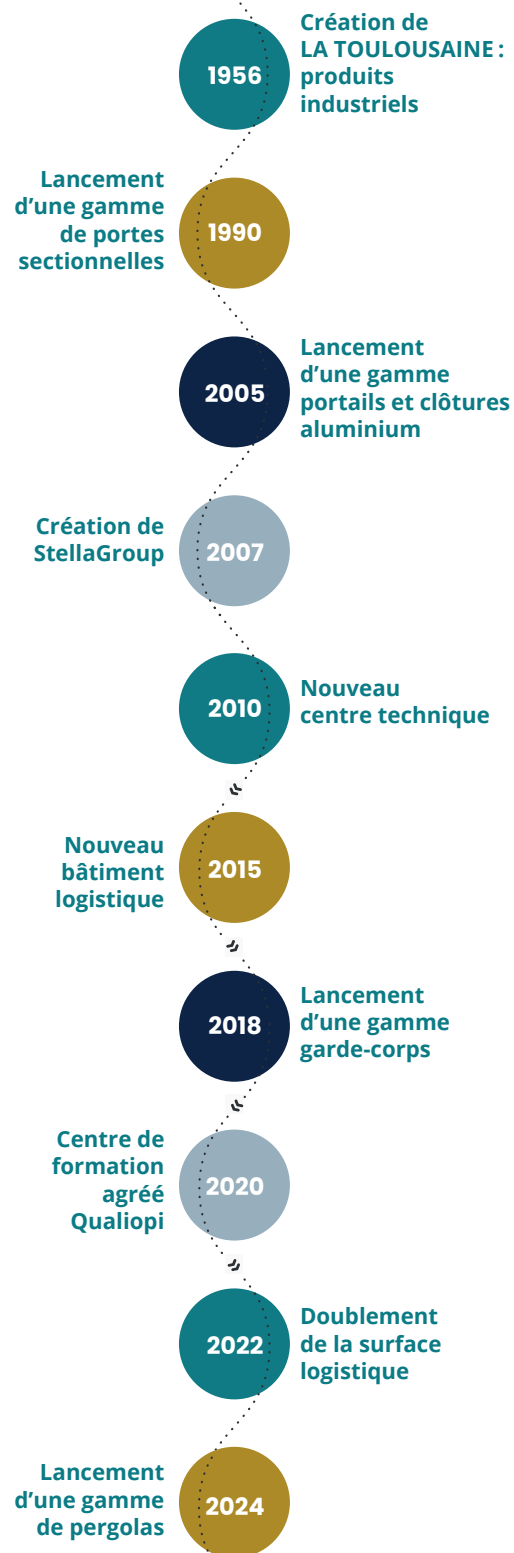 1956
Création de
LA TOULOUSAINE :
produits
industriels
Lancement
d’une gamme
de portes
sectionnelles
1990
2005
Lancement
d’une gamme
portails et clôtures
aluminium
Création de
StellaGroup
2007
2010
Nouveau
centre technique
Nouveau
bâtiment
logistique
2015
2018
Lancement
d’une gamme
garde-corps
Centre de
formation
agréé
Qualiopi
2020
2022
Doublement
de la surface
logistique
Lancement
d’une gamme
de pergolas
2024